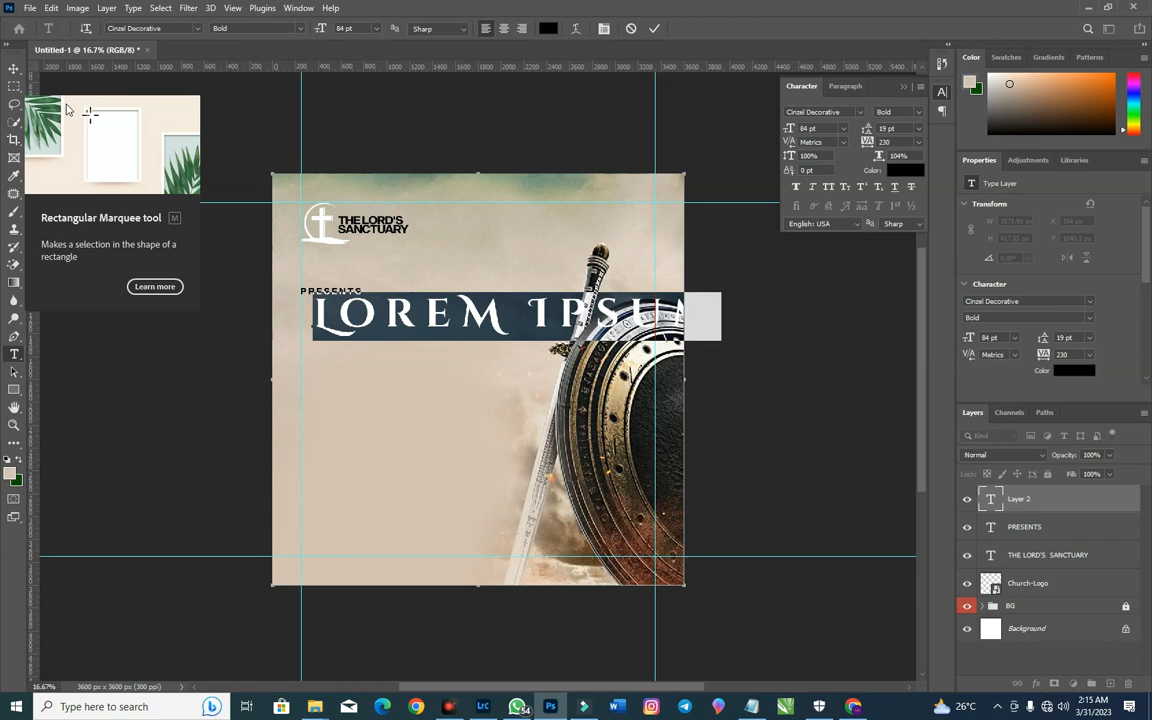 File Edit Image Layer Type Select Filter 3D View Plugins Window Help
Cinzel Decorative Bold 84 pt Sharp
Untitled-1 @ 16.7% (RGB/8) *
Rectangular Marquee tool M
Makes a selection in the shape of a
rectangle
Learn more
THE LORD'S
SANCTUARY
PRESENTS
LOREM IPSUM
Character Paragraph
Cinzel Decorative Bold
84 pt 19 pt
Metrics 230
100% 104%
0 pt Color:
English: USA Sharp
Color Swatches Gradients Patterns
Properties Adjustments Libraries
Type Layer
Transform
Character
Cinzel Decorative
Bold
84 pt 19 pt
Metrics 230
Color
Layers Channels Paths
Kind
Normal Opacity: 100%
Lock: Fill: 100%
Layer 2
PRESENTS
THE LORD'S SANCTUARY
Church-Logo
BG
Background
16.67% 3600 px x 3600 px (300 ppi)
Type here to search
54
26°C
2:15 AM
3/31/2023